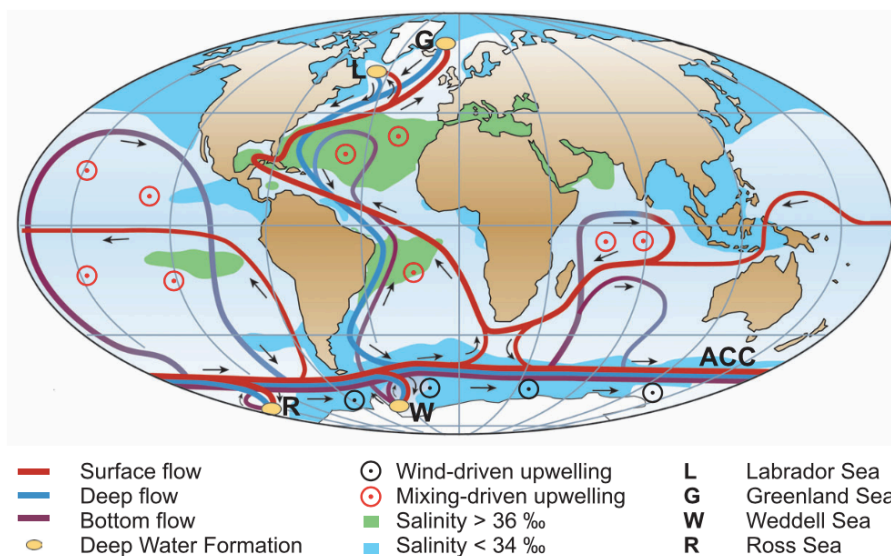 G
L
ACC
R
W
Surface flow
Deep flow
Bottom flow
Deep Water Formation
Wind-driven upwelling
Mixing-driven upwelling
Salinity > 36 ‰
Salinity < 34 ‰
L Labrador Sea
G Greenland Sea
W Weddell Sea
R Ross Sea